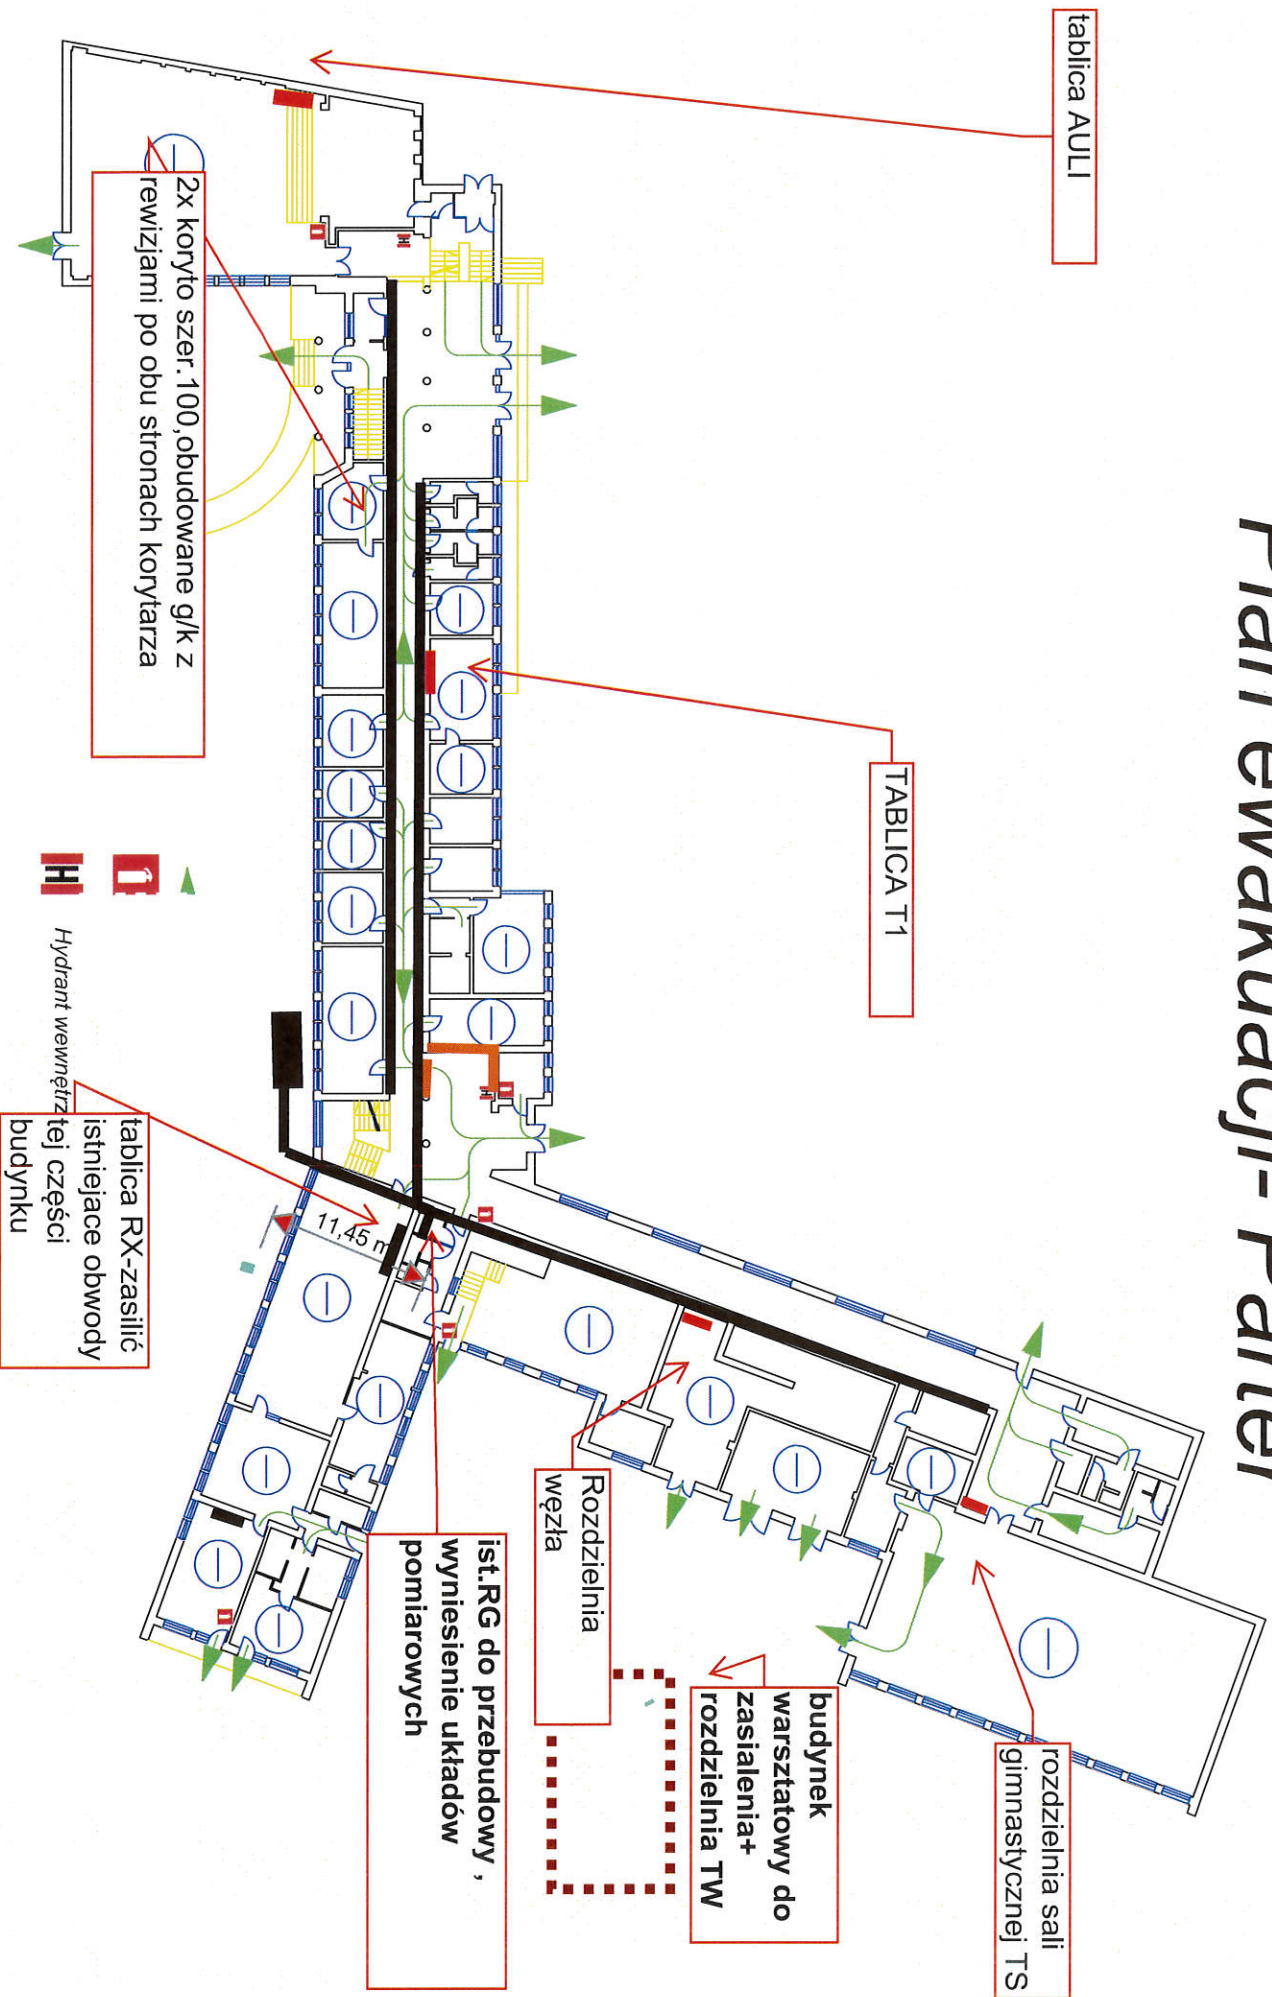 Plan ewakuacji- Parter
tablica AULI
TABLICA T1
2x koryto szer.100,obudowane g/k z
rewizjami po obu stronach korytarza
H
H
H
Hydrant wewnętrz
tablica RX-zasilić
istniejace obwody
tej części
budynku
11,45 m
ist.RG do przebudowy ,
wyniesienie układów
pomiarowych
Rozdzielnia
węzła
budynek
warsztatowy do
zasialenia+
rozdzielnia TW
rozdzielnia sali
gimnastycznej TS